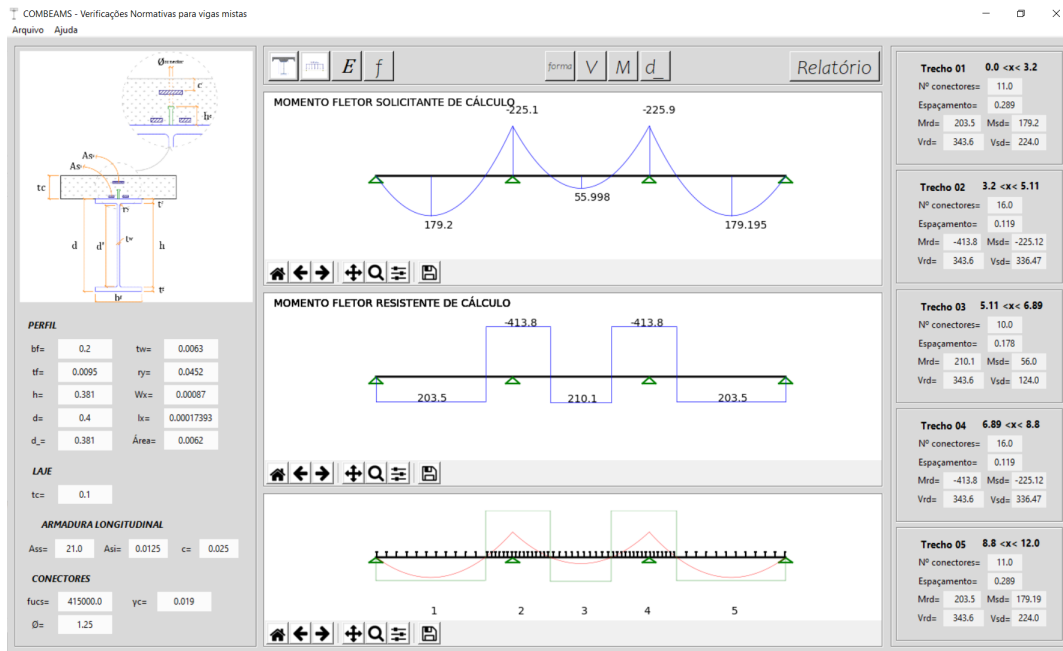 COMBEAMS - Verificações Normativas para vigas mistas
Arquivo Ajuda
Øconector
c
As
As
tc
ry
tf
d
d'
tw
h
tf
bf
PERFIL
bf= 0.2 tw= 0.0063
tf= 0.0095 ry= 0.0452
h= 0.381 Wx= 0.00087
d= 0.4 Ix= 0.00017393
d_= 0.381 Área= 0.0062
LAJE
tc= 0.1
ARMADURA LONGITUDINAL
Ass= 21.0 Asi= 0.0125 c= 0.025
CONECTORES
fucs= 415000.0 yc= 0.019
Ø= 1.25
E f forma V M d_ Relatório
MOMENTO FLETOR SOLICITANTE DE CÁLCULO
-225.1 -225.9
179.2 55.998 179.195
MOMENTO FLETOR RESISTENTE DE CÁLCULO
-413.8 -413.8
203.5 210.1 203.5
1 2 3 4 5
Trecho 01 0.0 <x< 3.2
Nº conectores= 11.0
Espaçamento= 0.289
Mrd= 203.5 Msd= 179.2
Vrd= 343.6 Vsd= 224.0
Trecho 02 3.2 <x< 5.11
Nº conectores= 16.0
Espaçamento= 0.119
Mrd= -413.8 Msd= -225.12
Vrd= 343.6 Vsd= 336.47
Trecho 03 5.11 <x< 6.89
Nº conectores= 10.0
Espaçamento= 0.178
Mrd= 210.1 Msd= 56.0
Vrd= 343.6 Vsd= 124.0
Trecho 04 6.89 <x< 8.8
Nº conectores= 16.0
Espaçamento= 0.119
Mrd= -413.8 Msd= -225.12
Vrd= 343.6 Vsd= 336.47
Trecho 05 8.8 <x< 12.0
Nº conectores= 11.0
Espaçamento= 0.289
Mrd= 203.5 Msd= 179.19
Vrd= 343.6 Vsd= 224.0